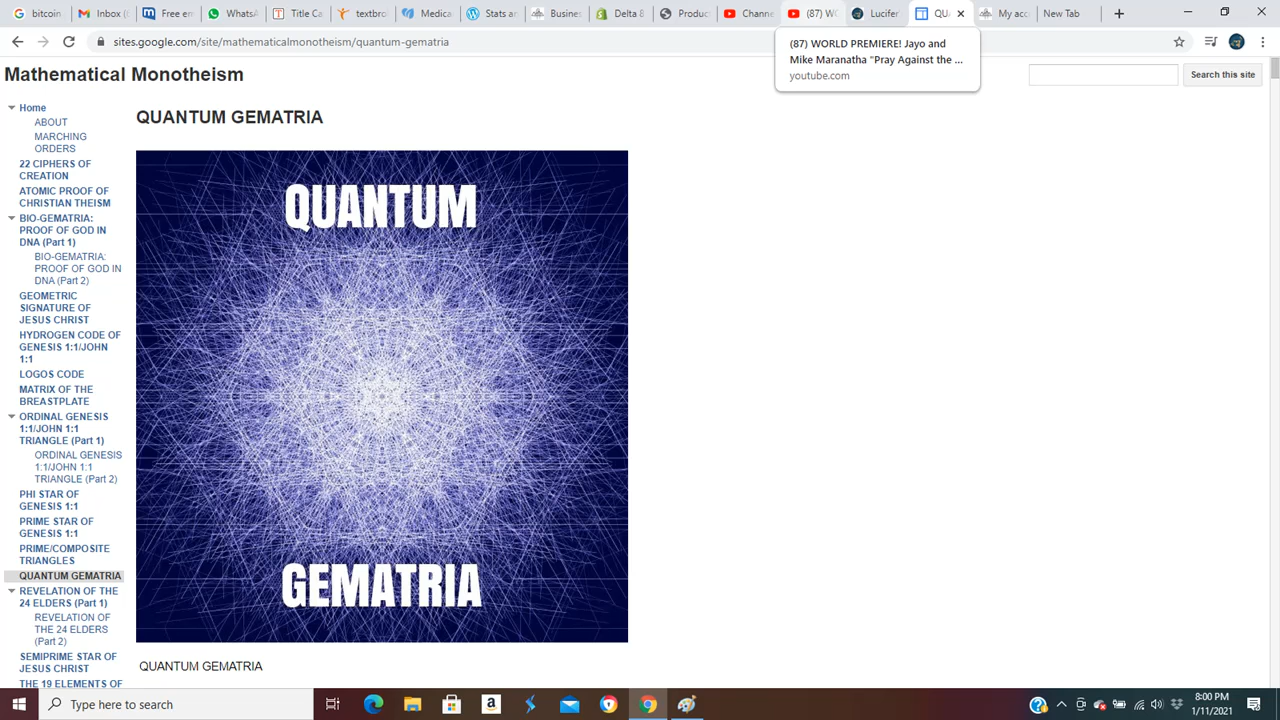 bitcoin
Inbox (
Free em
WhatsA
Title Ca
textbro
Medica
Stats ar
Busines
Delta 8
Produc
Channe
(87) WC
Lucifer
QU
My acc
New Tab
sites.google.com/site/mathematicalmonotheism/quantum-gematria
(87) WORLD PREMIERE! Jayo and
Mike Maranatha "Pray Against the ...
youtube.com
Mathematical Monotheism
Search this site
Home
ABOUT
MARCHING
ORDERS
22 CIPHERS OF
CREATION
ATOMIC PROOF OF
CHRISTIAN THEISM
BIO-GEMATRIA:
PROOF OF GOD IN
DNA (Part 1)
BIO-GEMATRIA:
PROOF OF GOD IN
DNA (Part 2)
GEOMETRIC
SIGNATURE OF
JESUS CHRIST
HYDROGEN CODE OF
GENESIS 1:1/JOHN
1:1
LOGOS CODE
MATRIX OF THE
BREASTPLATE
ORDINAL GENESIS
1:1/JOHN 1:1
TRIANGLE (Part 1)
ORDINAL GENESIS
1:1/JOHN 1:1
TRIANGLE (Part 2)
PHI STAR OF
GENESIS 1:1
PRIME STAR OF
GENESIS 1:1
PRIME/COMPOSITE
TRIANGLES
QUANTUM GEMATRIA
REVELATION OF THE
24 ELDERS (Part 1)
REVELATION OF
THE 24 ELDERS
(Part 2)
SEMIPRIME STAR OF
JESUS CHRIST
THE 19 ELEMENTS OF
QUANTUM GEMATRIA
QUANTUM
GEMATRIA
QUANTUM GEMATRIA
Type here to search
8:00 PM
1/11/2021